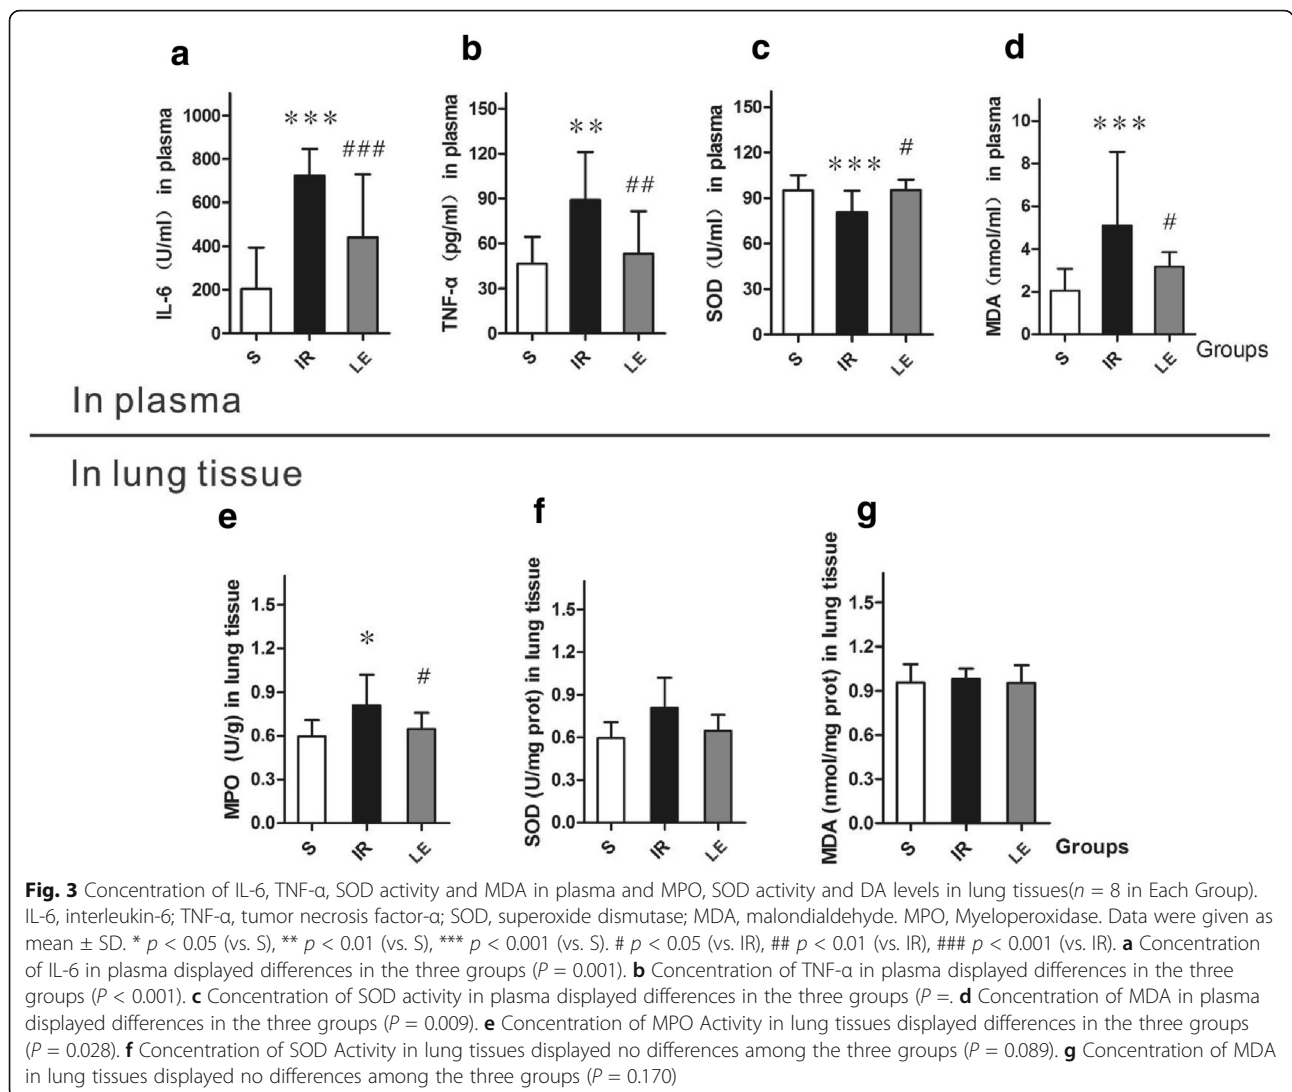 a
b
c
d
IL-6 (U/ml) in plasma
1000
800
600
400
200
0
***
###
S
IR
LE
TNF-α (pg/ml) in plasma
150
120
90
60
30
0
**
##
S
IR
LE
SOD (U/ml) in plasma
150
120
90
60
30
0
***
#
S
IR
LE
MDA (nmol/ml) in plasma
10
8
6
4
2
0
***
#
S
IR
LE
Groups
In plasma
In lung tissue
e
f
g
MPO (U/g) in lung tissue
1.5
1.2
0.9
0.6
0.3
0.0
*
#
S
IR
LE
SOD (U/mg prot) in lung tissue
1.5
1.2
0.9
0.6
0.3
0.0
S
IR
LE
MDA (nmol/mg prot) in lung tissue
1.5
1.2
0.9
0.6
0.3
0.0
S
IR
LE
Groups
Fig. 3 Concentration of IL-6, TNF-α, SOD activity and MDA in plasma and MPO, SOD activity and DA levels in lung tissues(n = 8 in Each Group).
IL-6, interleukin-6; TNF-α, tumor necrosis factor-α; SOD, superoxide dismutase; MDA, malondialdehyde. MPO, Myeloperoxidase. Data were given as
mean ± SD. * p < 0.05 (vs. S), ** p < 0.01 (vs. S), *** p < 0.001 (vs. S). # p < 0.05 (vs. IR), ## p < 0.01 (vs. IR), ### p < 0.001 (vs. IR). a Concentration
of IL-6 in plasma displayed differences in the three groups (P = 0.001). b Concentration of TNF-α in plasma displayed differences in the three
groups (P < 0.001). c Concentration of SOD activity in plasma displayed differences in the three groups (P =. d Concentration of MDA in plasma
displayed differences in the three groups (P = 0.009). e Concentration of MPO Activity in lung tissues displayed differences in the three groups
(P = 0.028). f Concentration of SOD Activity in lung tissues displayed no differences among the three groups (P = 0.089). g Concentration of MDA
in lung tissues displayed no differences among the three groups (P = 0.170)